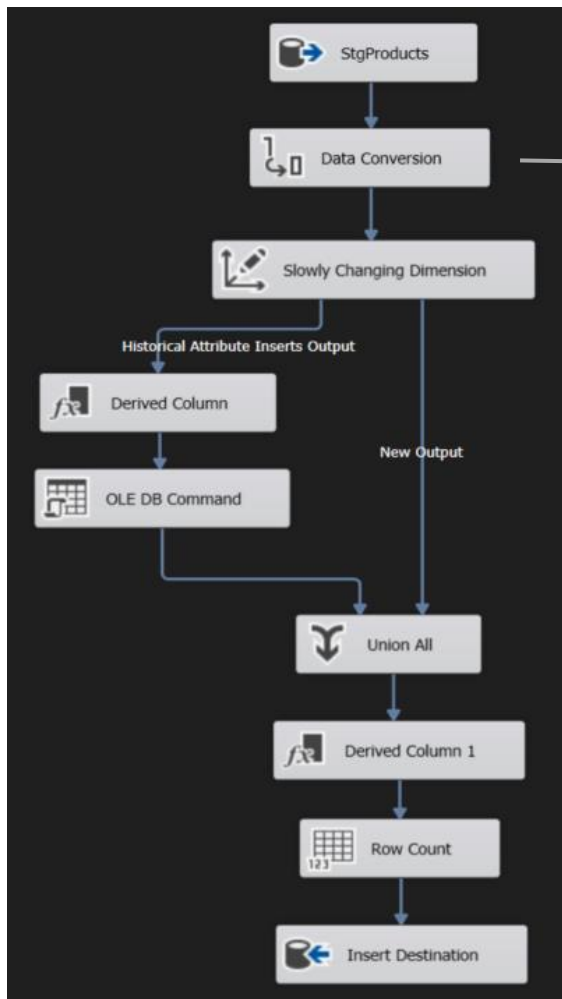 StgProducts
Data Conversion
Slowly Changing Dimension
Historical Attribute Inserts Output
Derived Column
New Output
OLE DB Command
Union All
Derived Column 1
123
Row Count
Insert Destination